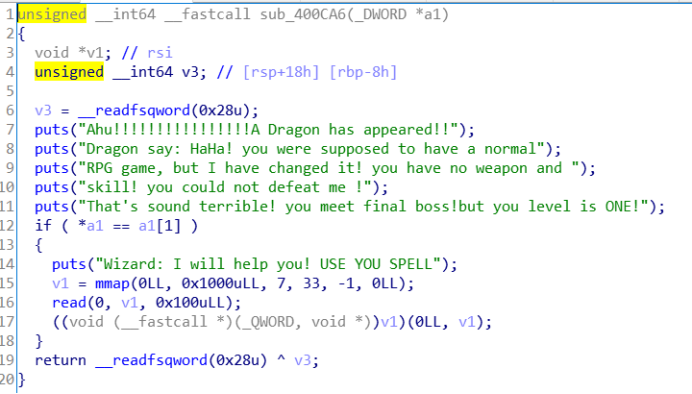 1 unsigned __int64 __fastcall sub_400CA6(_DWORD *a1)
2 {
3   void *v1; // rsi
4   unsigned __int64 v3; // [rsp+18h] [rbp-8h]
5
6   v3 = __readfsqword(0x28u);
7   puts("Ahu!!!!!!!!!!!!!!!!A Dragon has appeared!!");
8   puts("Dragon say: HaHa! you were supposed to have a normal");
9   puts("RPG game, but I have changed it! you have no weapon and ");
10   puts("skill! you could not defeat me !");
11   puts("That's sound terrible! you meet final boss!but you level is ONE!");
12   if ( *a1 == a1[1] )
13   {
14     puts("Wizard: I will help you! USE YOU SPELL");
15     v1 = mmap(0LL, 0x1000uLL, 7, 33, -1, 0LL);
16     read(0, v1, 0x100uLL);
17     ((void (__fastcall *)(_QWORD, void *))v1)(0LL, v1);
18   }
19   return __readfsqword(0x28u) ^ v3;
20 }